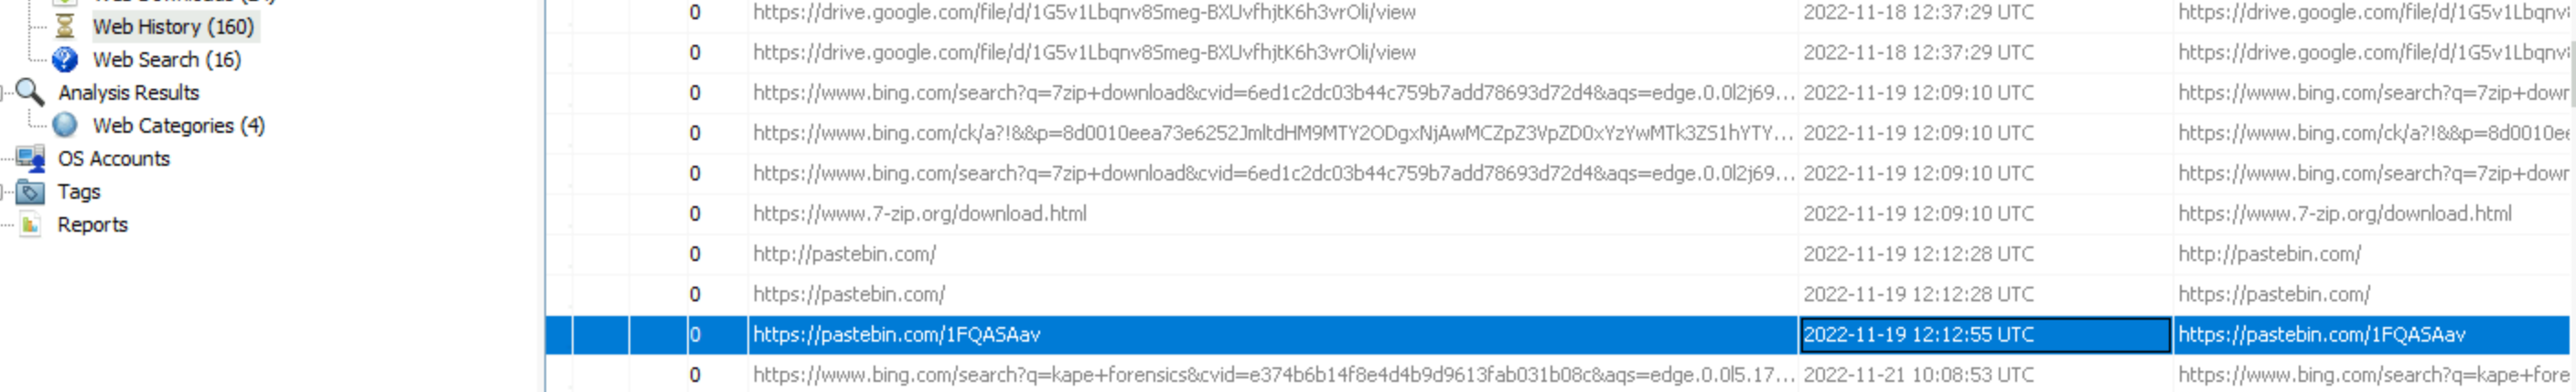 Web Downloads (24)
Web History (160)
Web Search (16)
Analysis Results
Web Categories (4)
OS Accounts
Tags
Reports
0 https://drive.google.com/file/d/1G5v1Lbqnv8Smeg-BXUvfhjtK6h3vrOli/view 2022-11-18 12:37:29 UTC https://drive.google.com/file/d/1G5v1Lbqnv
0 https://drive.google.com/file/d/1G5v1Lbqnv8Smeg-BXUvfhjtK6h3vrOli/view 2022-11-18 12:37:29 UTC https://drive.google.com/file/d/1G5v1Lbqnv
0 https://www.bing.com/search?q=7zip+download&cvid=6ed1c2dc03b44c759b7add78693d72d4&aqs=edge.0.0l2j69... 2022-11-19 12:09:10 UTC https://www.bing.com/search?q=7zip+dowr
0 https://www.bing.com/ck/a?!&&p=8d0010eea73e6252JmltdHM9MTY2ODgxNjAwMCZpZ3VpZD0xYzYwMTk3ZS1hYTY... 2022-11-19 12:09:10 UTC https://www.bing.com/ck/a?!&&p=8d0010ee
0 https://www.bing.com/search?q=7zip+download&cvid=6ed1c2dc03b44c759b7add78693d72d4&aqs=edge.0.0l2j69... 2022-11-19 12:09:10 UTC https://www.bing.com/search?q=7zip+dowr
0 https://www.7-zip.org/download.html 2022-11-19 12:09:10 UTC https://www.7-zip.org/download.html
0 http://pastebin.com/ 2022-11-19 12:12:28 UTC http://pastebin.com/
0 https://pastebin.com/ 2022-11-19 12:12:28 UTC https://pastebin.com/
0 https://pastebin.com/1FQASAav 2022-11-19 12:12:55 UTC https://pastebin.com/1FQASAav
0 https://www.bing.com/search?q=kape+forensics&cvid=e374b6b14f8e4d4b9d9613fab031b08c&aqs=edge.0.0l5.17... 2022-11-21 10:08:53 UTC https://www.bing.com/search?q=kape+fore